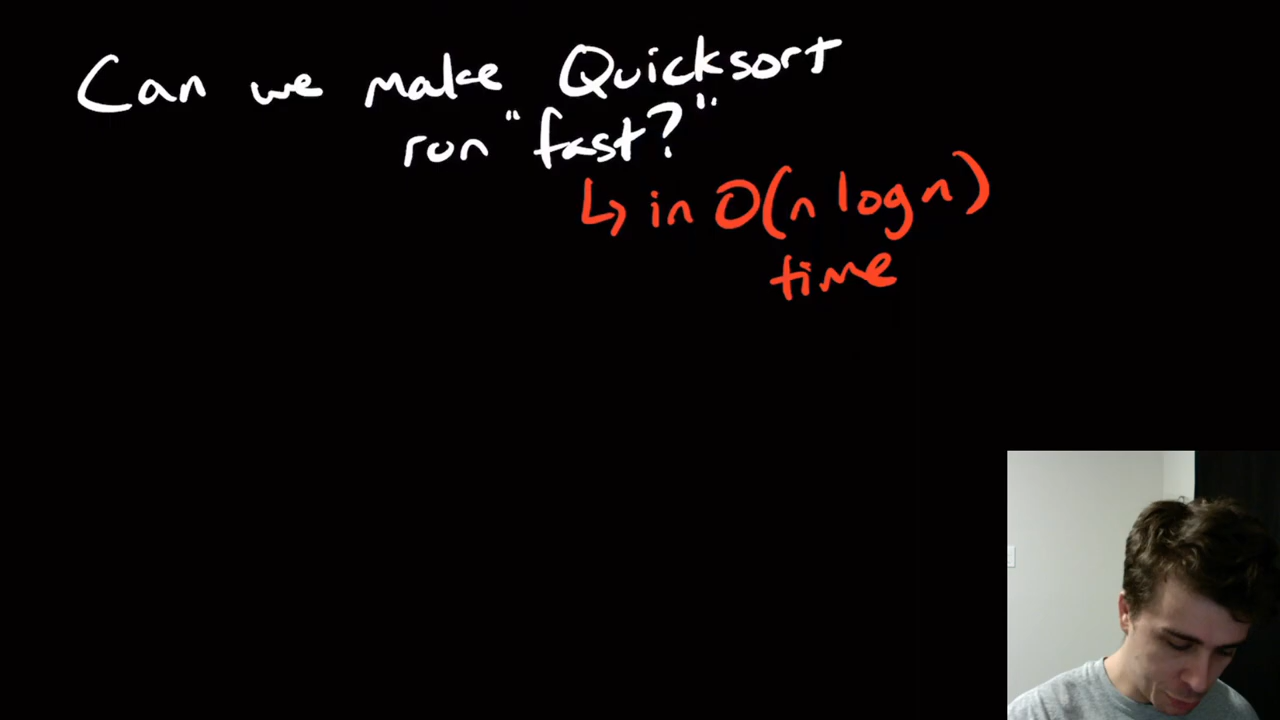 Can we make Quicksort
run "fast?"
↳ in O(n log n)
time